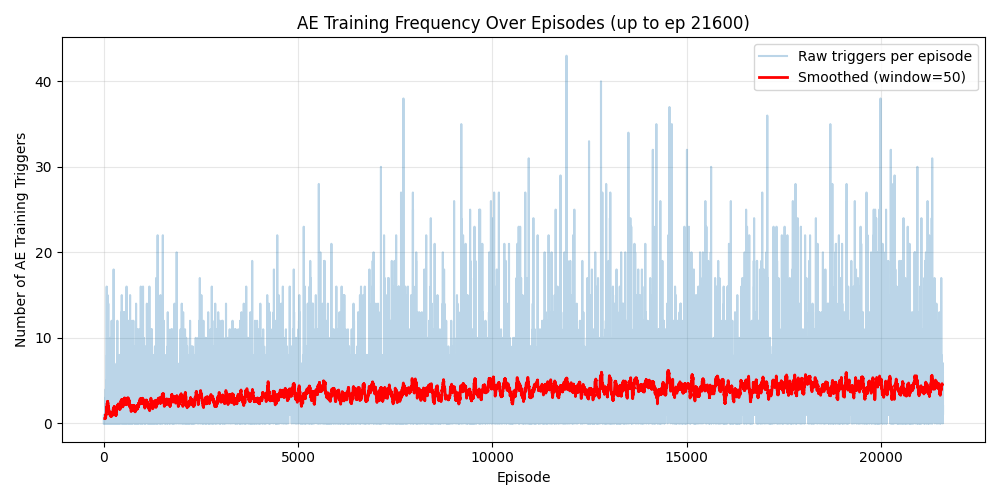 AE Training Frequency Over Episodes (up to ep 21600)
Raw triggers per episode
Smoothed (window=50)
Number of AE Training Triggers
40
30
20
10
0
0
5000
10000
15000
20000
Episode